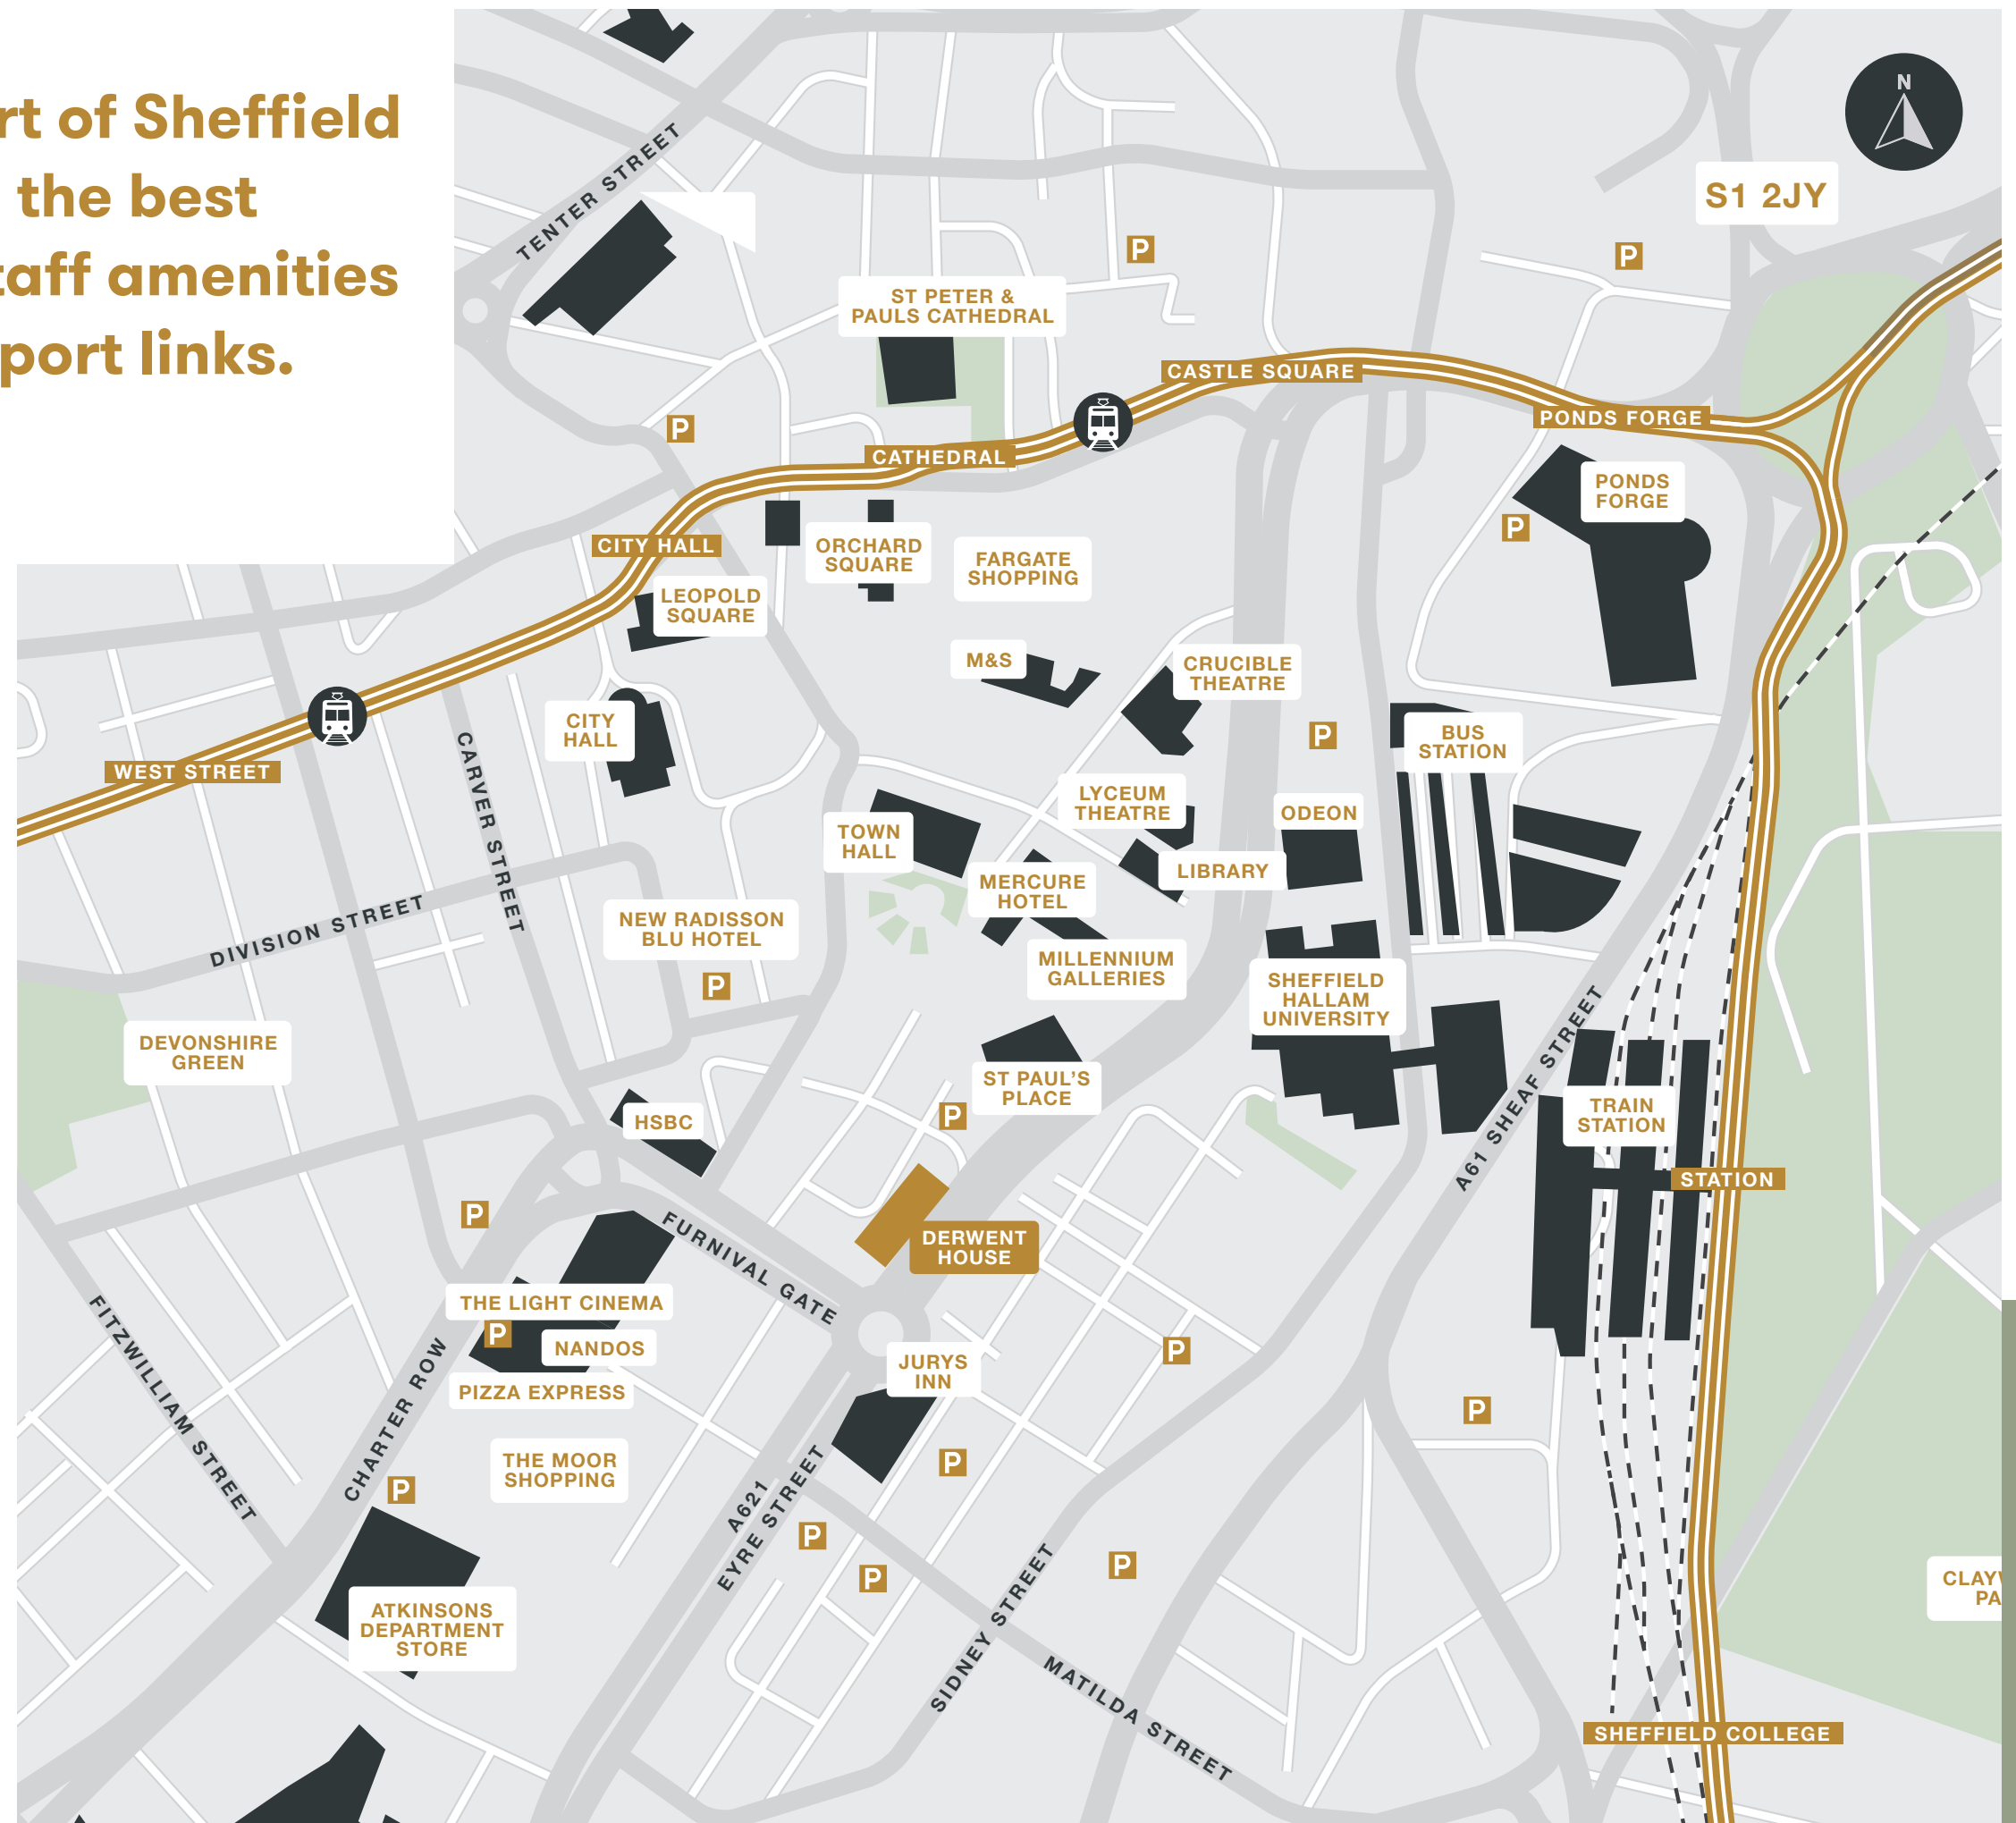 rt of Sheffield
the best
taff amenities
port links.
N
S1 2JY
TENTER STREET
P
P
ST PETER &
PAULS CATHEDRAL
CASTLE SQUARE
PONDS FORGE
P
CATHEDRAL
PONDS
FORGE
P
CITY HALL
ORCHARD
SQUARE
FARGATE
SHOPPING
LEOPOLD
SQUARE
M&S
CRUCIBLE
THEATRE
CITY
HALL
P
BUS
STATION
WEST STREET
CARVER STREET
LYCEUM
THEATRE
ODEON
TOWN
HALL
LIBRARY
MERCURE
HOTEL
DIVISION STREET
NEW RADISSON
BLU HOTEL
MILLENNIUM
GALLERIES
P
SHEFFIELD
HALLAM
UNIVERSITY
DEVONSHIRE
GREEN
A61 SHEAF STREET
ST PAUL'S
PLACE
P
HSBC
TRAIN
STATION
STATION
P
FURNIVAL GATE
DERWENT
HOUSE
THE LIGHT CINEMA
P
NANDOS
PIZZA EXPRESS
FITZWILLIAM STREET
CHARTER ROW
JURYS
INN
P
P
THE MOOR
SHOPPING
P
P
A621
EYRE STREET
P
P
P
ATKINSONS
DEPARTMENT
STORE
SIDNEY STREET
MATILDA STREET
CLAY
PA
SHEFFIELD COLLEGE